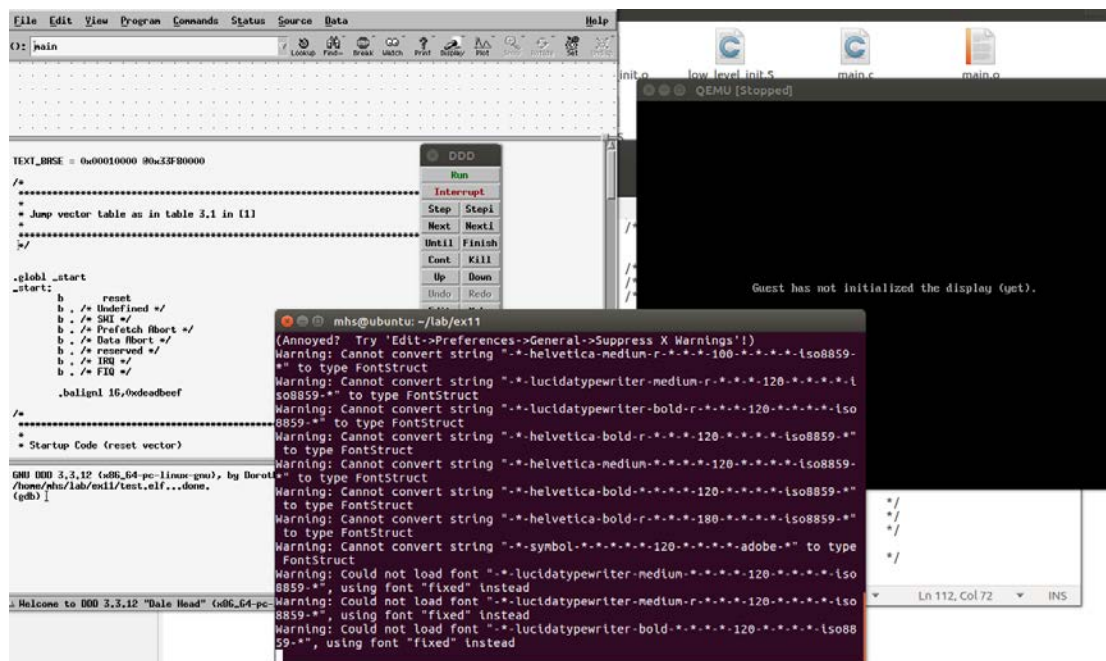 File Edit View Program Commands Status Source Data Help
(): main
Lookup Find» Break Watch Print Display Plot Set
init.o low_level_init.S main.c main.o
QEMU [Stopped]
Guest has not initialized the display (yet).
TEXT_BASE = 0x00010000 @0x33F80000
/*
*
* Jump vector table as in table 3.1 in [1]
*
*/
.globl _start
_start:
b reset
b . /* Undefined */
b . /* SWI */
b . /* Prefetch Abort */
b . /* Data Abort */
b . /* reserved */
b . /* IRQ */
b . /* FIQ */
.balignl 16,0xdeadbeef
/*
*
* Startup Code (reset vector)
DDD
Run
Interrupt
Step Stepi
Next Nexti
Until Finish
Cont Kill
Up Down
Undo Redo
GNU DDD 3.3.12 (x86_64-pc-linux-gnu), by Doroth
/home/mhs/lab/ex11/test.elf...done.
(gdb)
Welcome to DDD 3.3.12 "Dale Head" (x86_64-pc-
mhs@ubuntu: ~/lab/ex11
(Annoyed? Try 'Edit->Preferences->General->Suppress X Warnings'!)
Warning: Cannot convert string "-*-helvetica-medium-r-*-*-*-100-*-*-*-*-iso8859-
*" to type FontStruct
Warning: Cannot convert string "-*-lucidatypewriter-medium-r-*-*-*-120-*-*-*-*-i
so8859-*" to type FontStruct
Warning: Cannot convert string "-*-lucidatypewriter-bold-r-*-*-*-120-*-*-*-*-iso
8859-*" to type FontStruct
Warning: Cannot convert string "-*-helvetica-bold-r-*-*-*-120-*-*-*-*-iso8859-*"
to type FontStruct
Warning: Cannot convert string "-*-helvetica-medium-r-*-*-*-120-*-*-*-*-iso8859-
*" to type FontStruct
Warning: Cannot convert string "-*-helvetica-bold-r-*-*-*-120-*-*-*-*-iso8859-*"
to type FontStruct
Warning: Cannot convert string "-*-helvetica-bold-r-*-*-*-180-*-*-*-*-iso8859-*"
to type FontStruct
Warning: Cannot convert string "-*-symbol-*-*-*-*-*-120-*-*-*-*-adobe-*" to type
FontStruct
Warning: Could not load font "-*-lucidatypewriter-medium-*-*-*-*-120-*-*-*-*-iso
8859-*", using font "fixed" instead
Warning: Could not load font "-*-lucidatypewriter-medium-r-*-*-*-120-*-*-*-*-iso
8859-*", using font "fixed" instead
Warning: Could not load font "-*-lucidatypewriter-bold-*-*-*-*-120-*-*-*-*-iso88
59-*", using font "fixed" instead
*/
*/
*/
*/
Ln 112, Col 72 INS